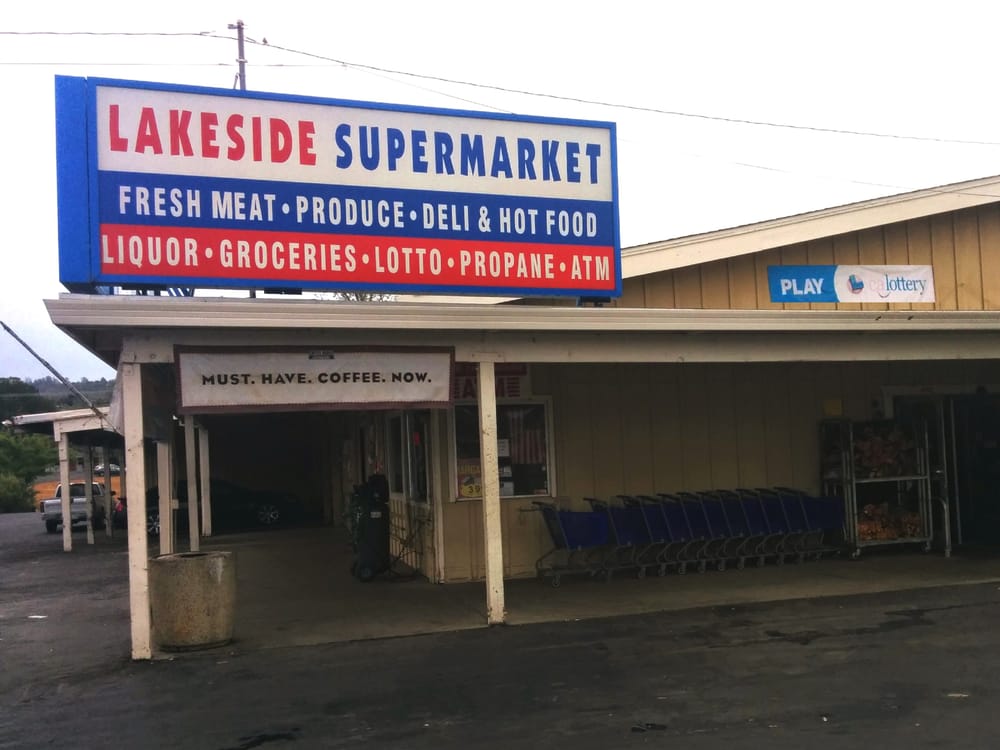 LAKESIDE SUPERMARKET
FRESH MEAT • PRODUCE • DELI & HOT FOOD
LIQUOR • GROCERIES • LOTTO • PROPANE • ATM
PLAY calottery
MUST. HAVE. COFFEE. NOW.
ATM